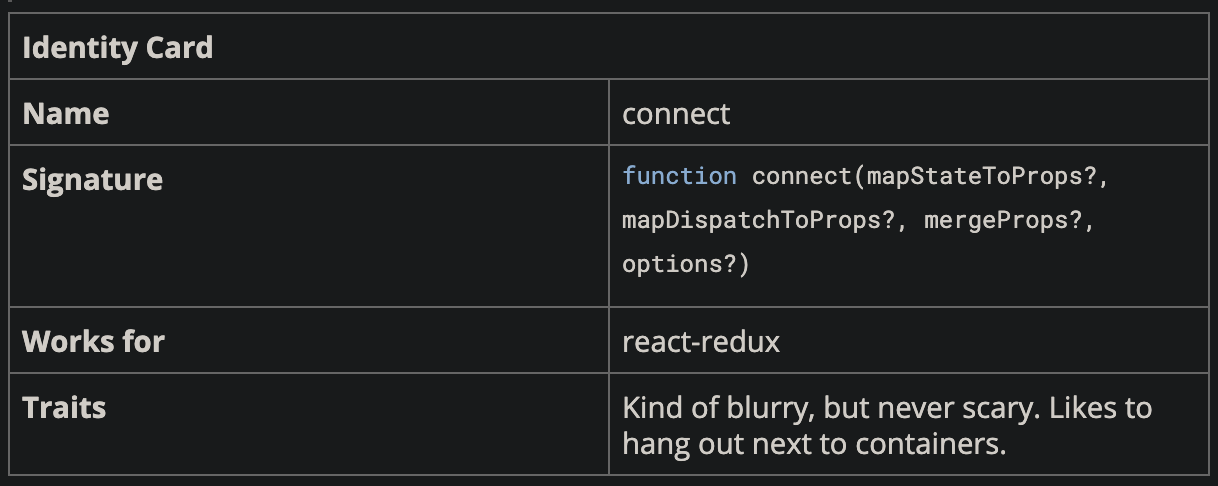 Identity Card
Name
connect
Signature
function connect(mapStateToProps?,
mapDispatchToProps?, mergeProps?,
options?)
Works for
react-redux
Traits
Kind of blurry, but never scary. Likes to
hang out next to containers.